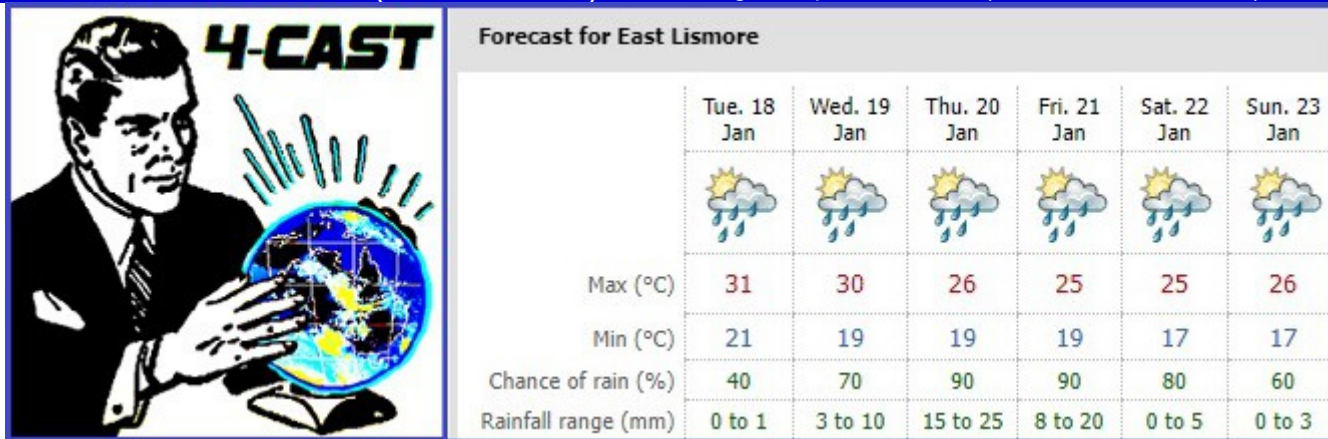 4-CAST
Forecast for East Lismore
Tue. 18 Wed. 19 Thu. 20 Fri. 21 Sat. 22 Sun. 23
Jan Jan Jan Jan Jan Jan
Max (°C) 31 30 26 25 25 26
Min (°C) 21 19 19 19 17 17
Chance of rain (%) 40 70 90 90 80 60
Rainfall range (mm) 0 to 1 3 to 10 15 to 25 8 to 20 0 to 5 0 to 3